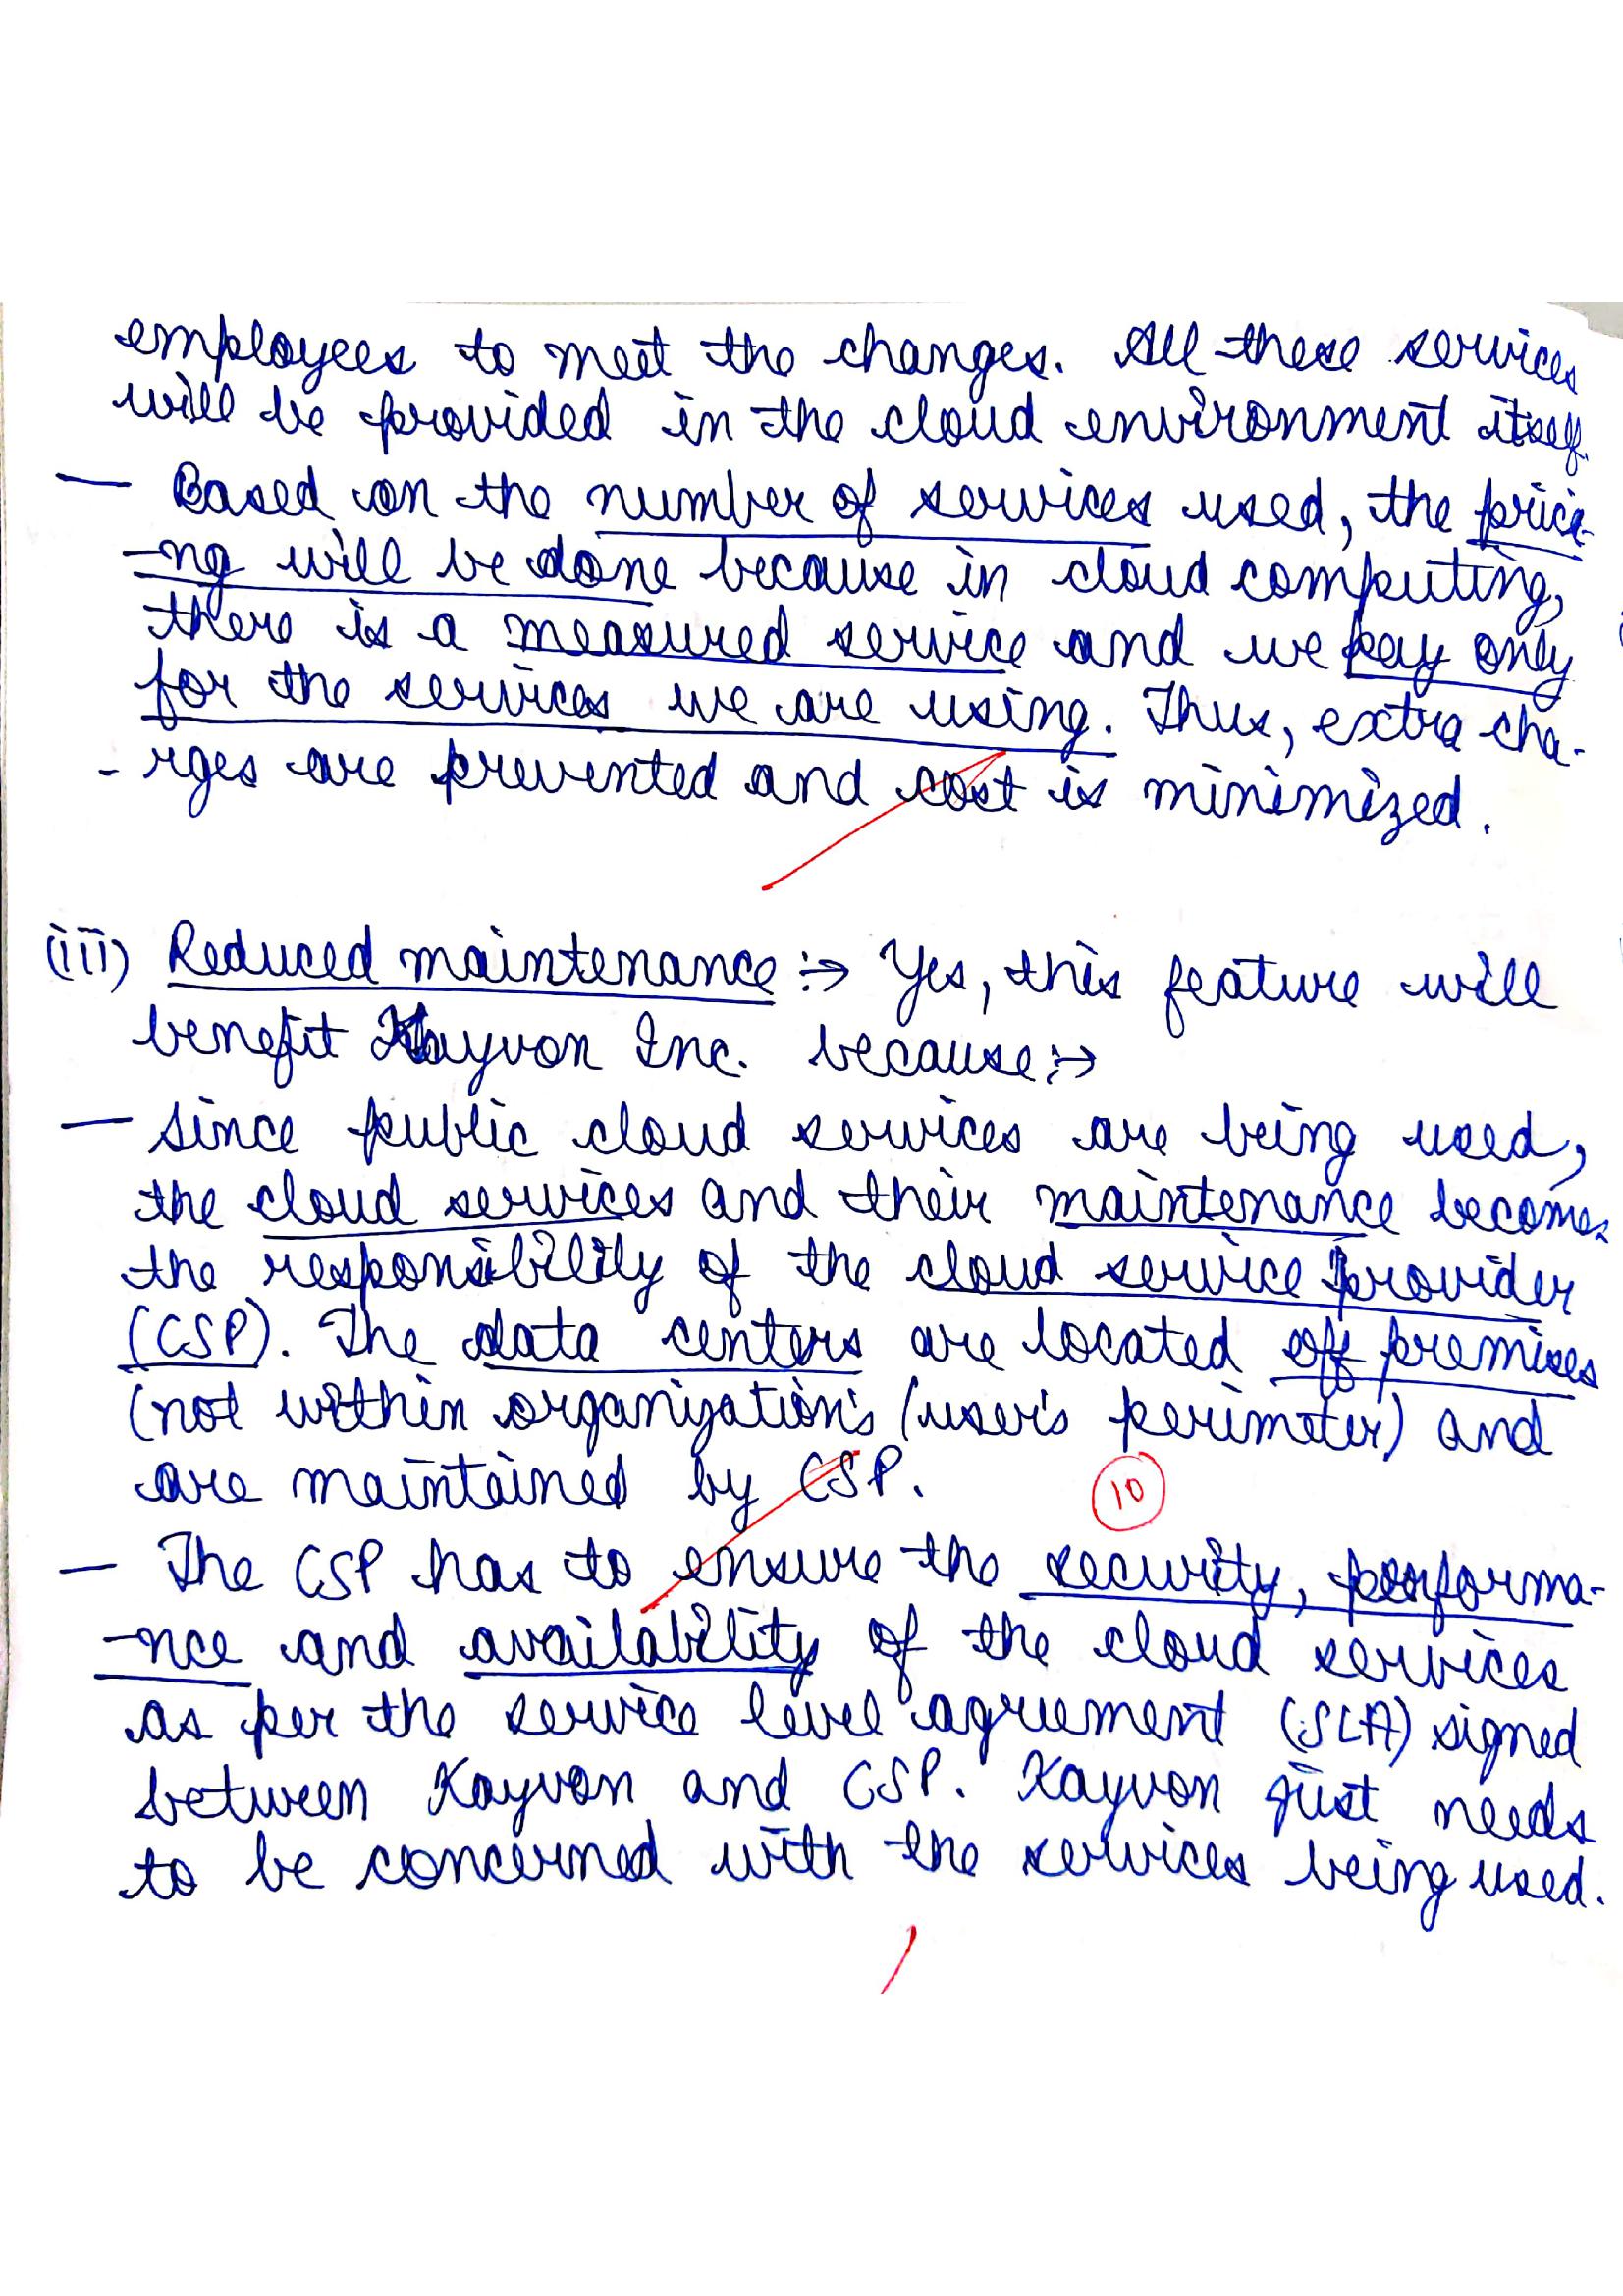 employees to meet the changes. All these services
will be provided in the cloud environment itself.
— Based on the number of services used, the prici-
-ng will be done because in cloud computing,
there is a measured service and we pay only
for the services we are using. Thus, extra cha-
- rges are prevented and cost is minimized.
(iii) Reduced maintenance :→ Yes, this feature will
benefit Kayvon Inc. because :→
— Since public cloud services are being used,
the cloud services and their maintenance becomes
the responsibility of the cloud service provider
(CSP). The data centers are located off premises
(not within organization's / user's perimeter) and
are maintained by CSP.
10
— The CSP has to ensure the security, performa-
-nce and availability of the cloud services
as per the service level agreement (SLA) signed
between Kayvon and CSP. Kayvon just needs
to be concerned with the services being used.